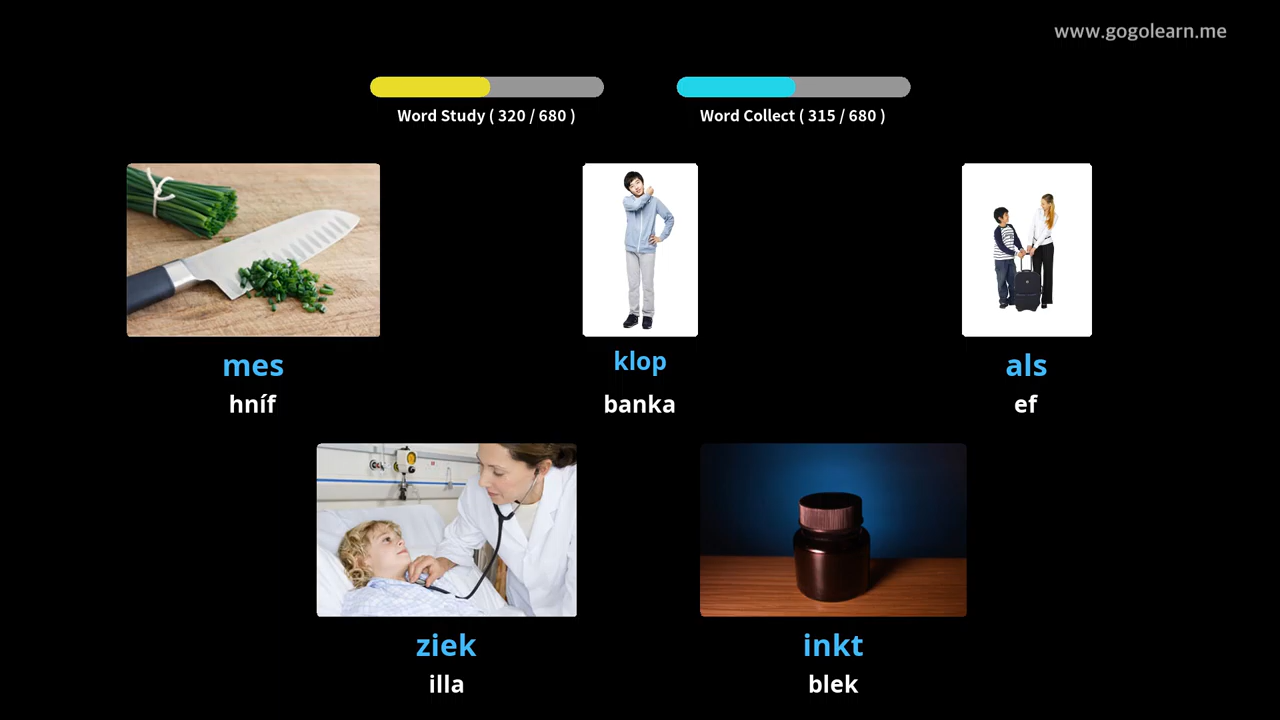 www.gogolearn.me
Word Study ( 320 / 680 )
Word Collect ( 315 / 680 )
mes
hníf
klop
banka
als
ef
ziek
illa
inkt
blek